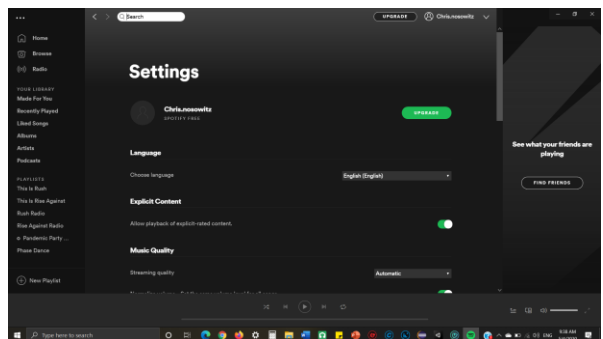 Search
UPGRADE
Chris.nosowitz
Home
Browse
Radio
YOUR LIBRARY
Made For You
Recently Played
Liked Songs
Albums
Artists
Podcasts
PLAYLISTS
This Is Rush
This Is Rise Against
Rush Radio
Rise Against Radio
Pandemic Party ...
Phase Dance
New Playlist
Settings
Chris.nosowitz
SPOTIFY FREE
UPGRADE
Language
Choose language
English (English)
Explicit Content
Allow playback of explicit-rated content.
Music Quality
Streaming quality
Automatic
See what your friends are
playing
FIND FRIENDS
Type here to search
ENG